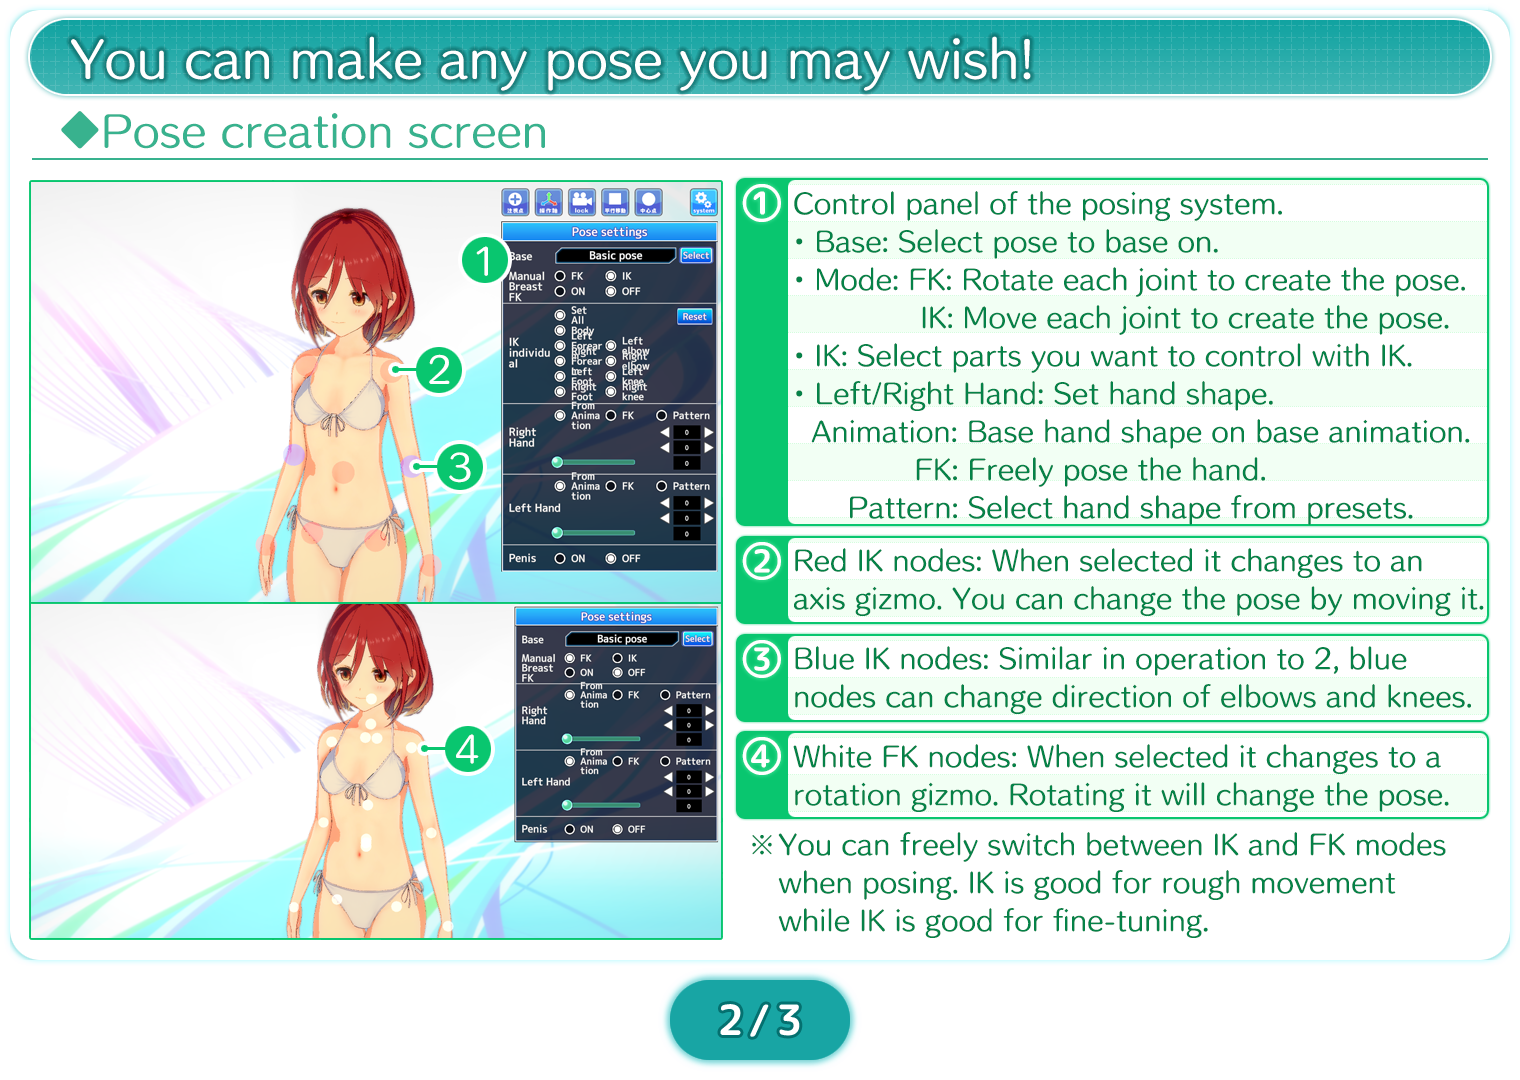 You can make any pose you may wish!
◆Pose creation screen
注視点
操作軸
lock
平行移動
中心点
system
Pose settings
Base
Basic pose
Select
Manual
FK
IK
Breast
FK
ON
OFF
IK
individu
al
Set
All
Body
Left
Forear
Right
Forear
Left
Foot
Right
Foot
Left
elbow
Right
elbow
Left
knee
Right
knee
Reset
Right
Hand
From
Anima
tion
FK
Pattern
0
0
0
Left Hand
From
Anima
tion
FK
Pattern
0
0
0
Penis
ON
OFF
1
2
3
Pose settings
Base
Basic pose
Select
Manual
FK
IK
Breast
FK
ON
OFF
Right
Hand
From
Anima
tion
FK
Pattern
0
0
0
Left Hand
From
Anima
tion
FK
Pattern
0
0
0
Penis
ON
OFF
4
① Control panel of the posing system.
・Base: Select pose to base on.
・Mode: FK: Rotate each joint to create the pose.
IK: Move each joint to create the pose.
・IK: Select parts you want to control with IK.
・Left/Right Hand: Set hand shape.
Animation: Base hand shape on base animation.
FK: Freely pose the hand.
Pattern: Select hand shape from presets.
② Red IK nodes: When selected it changes to an
axis gizmo. You can change the pose by moving it.
③ Blue IK nodes: Similar in operation to 2, blue
nodes can change direction of elbows and knees.
④ White FK nodes: When selected it changes to a
rotation gizmo. Rotating it will change the pose.
※You can freely switch between IK and FK modes
when posing. IK is good for rough movement
while IK is good for fine-tuning.
2/3